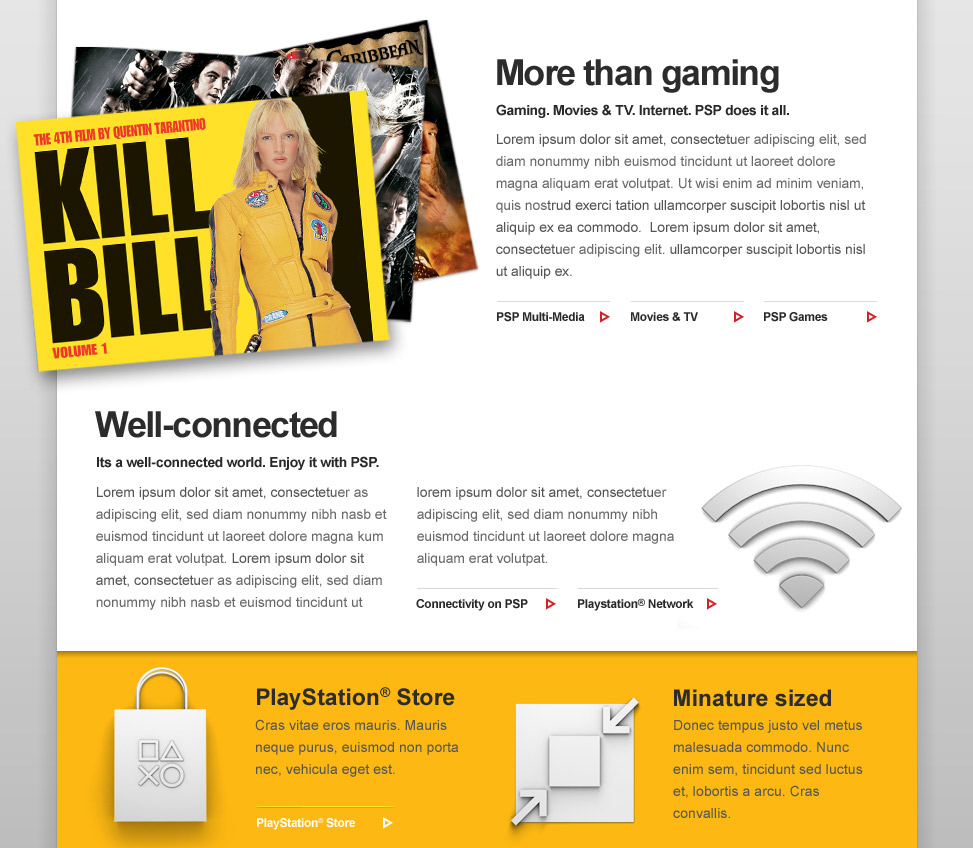 CARIBBEAN
THE 4TH FILM BY QUENTIN TARANTINO
KILL
BILL
VOLUME 1
More than gaming
Gaming. Movies & TV. Internet. PSP does it all.
Lorem ipsum dolor sit amet, consectetuer adipiscing elit, sed
diam nonummy nibh euismod tincidunt ut laoreet dolore
magna aliquam erat volutpat. Ut wisi enim ad minim veniam,
quis nostrud exerci tation ullamcorper suscipit lobortis nisl ut
aliquip ex ea commodo.  Lorem ipsum dolor sit amet,
consectetuer adipiscing elit. ullamcorper suscipit lobortis nisl
ut aliquip ex.
PSP Multi-Media
Movies & TV
PSP Games
Well-connected
Its a well-connected world. Enjoy it with PSP.
Lorem ipsum dolor sit amet, consectetuer as
adipiscing elit, sed diam nonummy nibh nasb et
euismod tincidunt ut laoreet dolore magna kum
aliquam erat volutpat. Lorem ipsum dolor sit
amet, consectetuer as adipiscing elit, sed diam
nonummy nibh nasb et euismod tincidunt ut
lorem ipsum dolor sit amet, consectetuer
adipiscing elit, sed diam nonummy nibh
euismod tincidunt ut laoreet dolore magna
aliquam erat volutpat.
Connectivity on PSP
Playstation® Network
PlayStation® Store
Cras vitae eros mauris. Mauris
neque purus, euismod non porta
nec, vehicula eget est.
PlayStation® Store
Minature sized
Donec tempus justo vel metus
malesuada commodo. Nunc
enim sem, tincidunt sed luctus
et, lobortis a arcu. Cras
convallis.